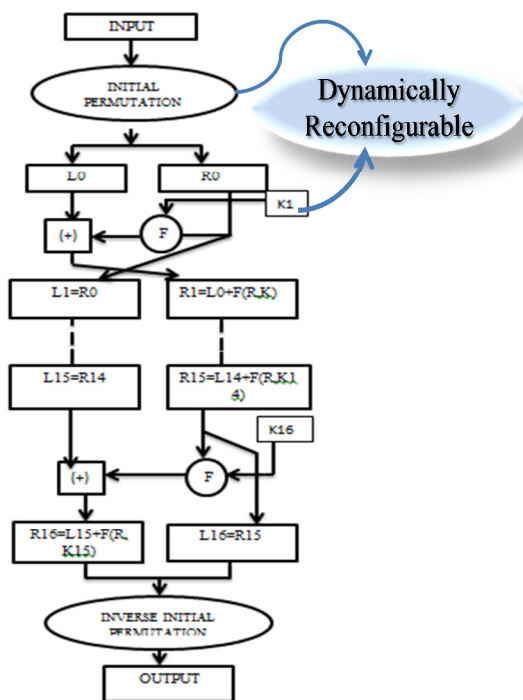 INPUT
INITIAL
PERMUTATION
Dynamically
Reconfigurable
L0
R0
K1
(+)
F
L1=R0
R1=L0+F(R,K)
L15=R14
R15=L14+F(R,K1
4)
K16
(+)
F
R16=L15+F(R,
K15)
L16=R15
INVERSE INITIAL
PERMUTATION
OUTPUT